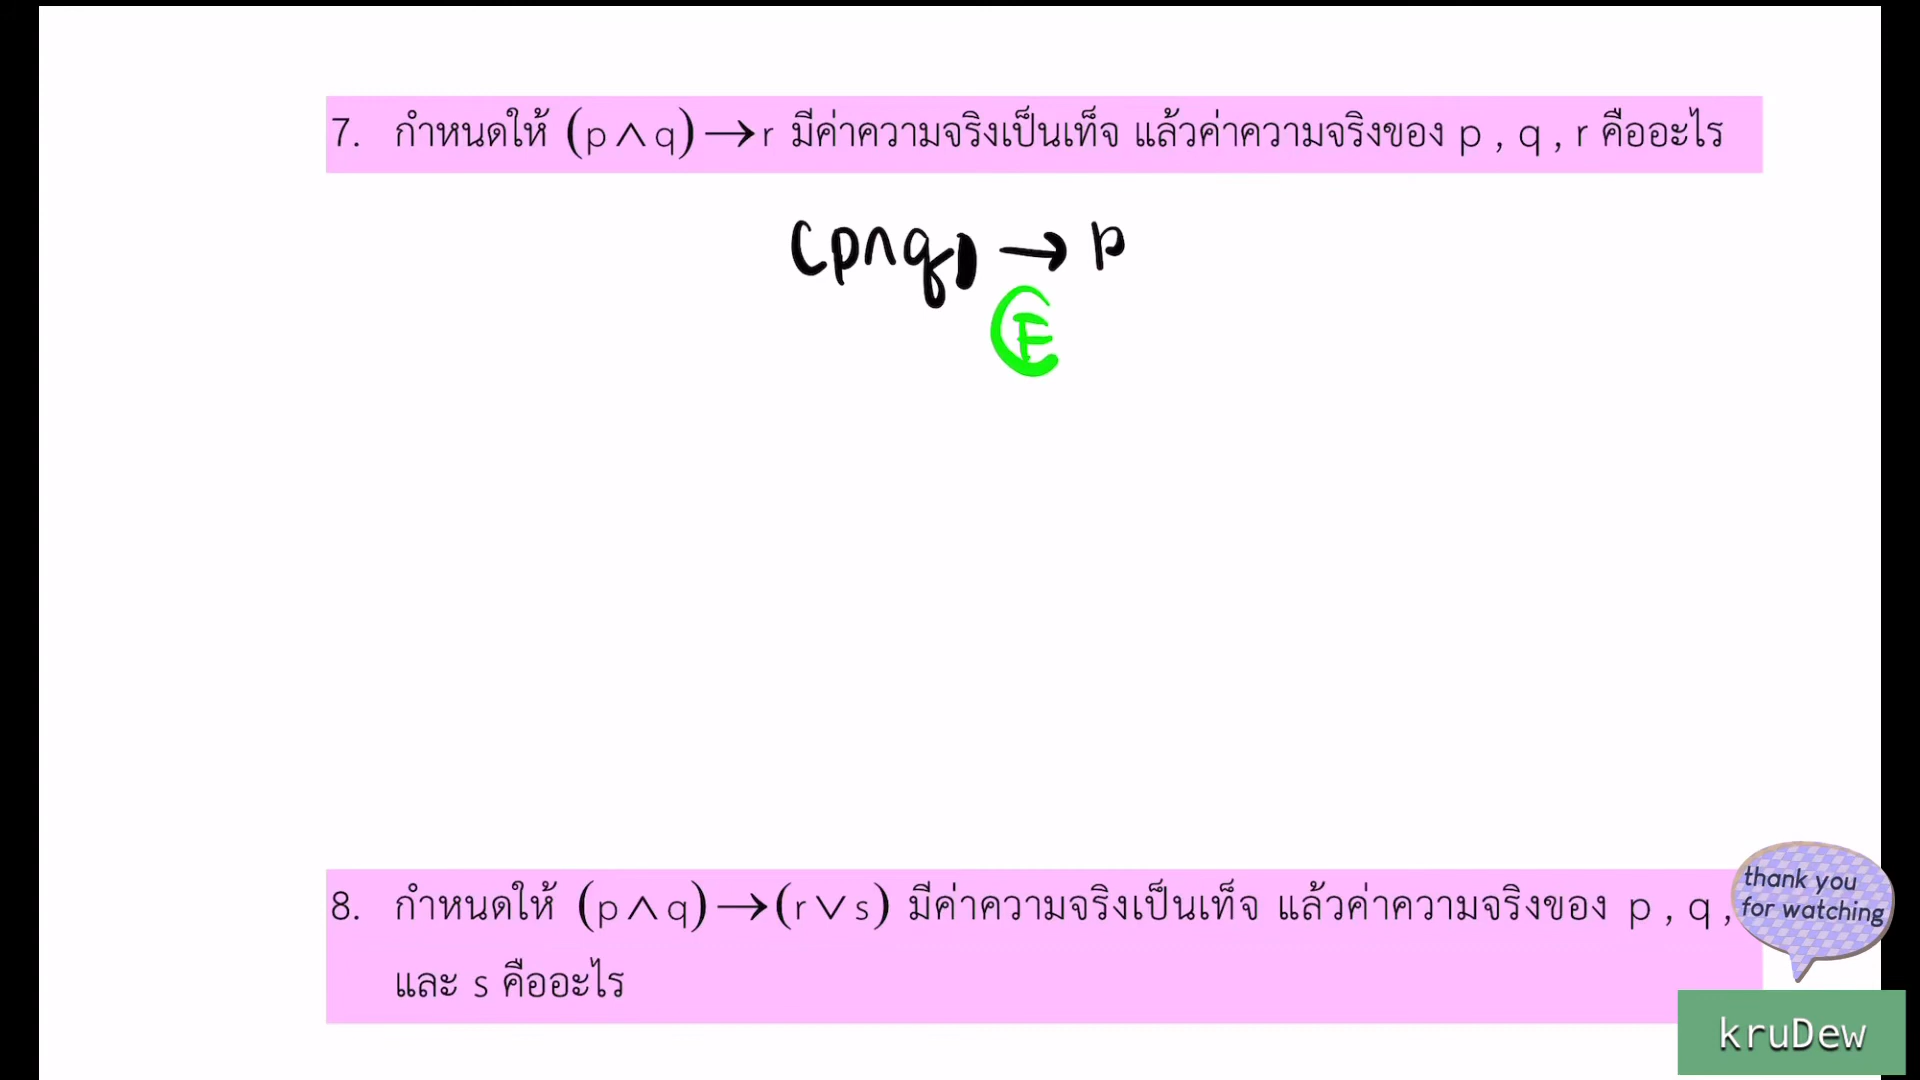 7. กำหนดให้ (p ∧ q) → r มีค่าความจริงเป็นเท็จ แล้วค่าความจริงของ p , q , r คืออะไร
(p∧q) → p
F
8. กำหนดให้ (p ∧ q) → (r ∨ s) มีค่าความจริงเป็นเท็จ แล้วค่าความจริงของ p , q ,
และ s คืออะไร
thank you
for watching
kruDew